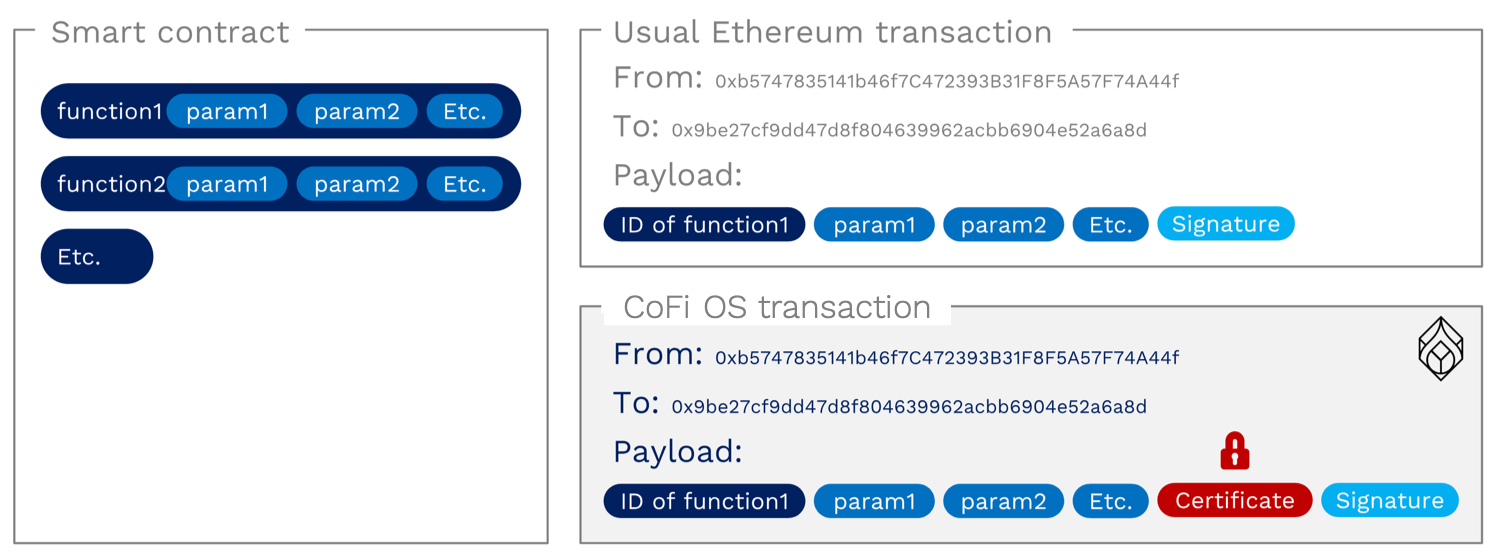 Smart contract
function1 param1 param2 Etc.
function2 param1 param2 Etc.
Etc.
Usual Ethereum transaction
From: 0xb5747835141b46f7C472393B31F8F5A57F74A44f
To: 0x9be27cf9dd47d8f804639962acbb6904e52a6a8d
Payload:
ID of function1 param1 param2 Etc. Signature
CoFi OS transaction
From: 0xb5747835141b46f7C472393B31F8F5A57F74A44f
To: 0x9be27cf9dd47d8f804639962acbb6904e52a6a8d
Payload:
ID of function1 param1 param2 Etc. Certificate Signature